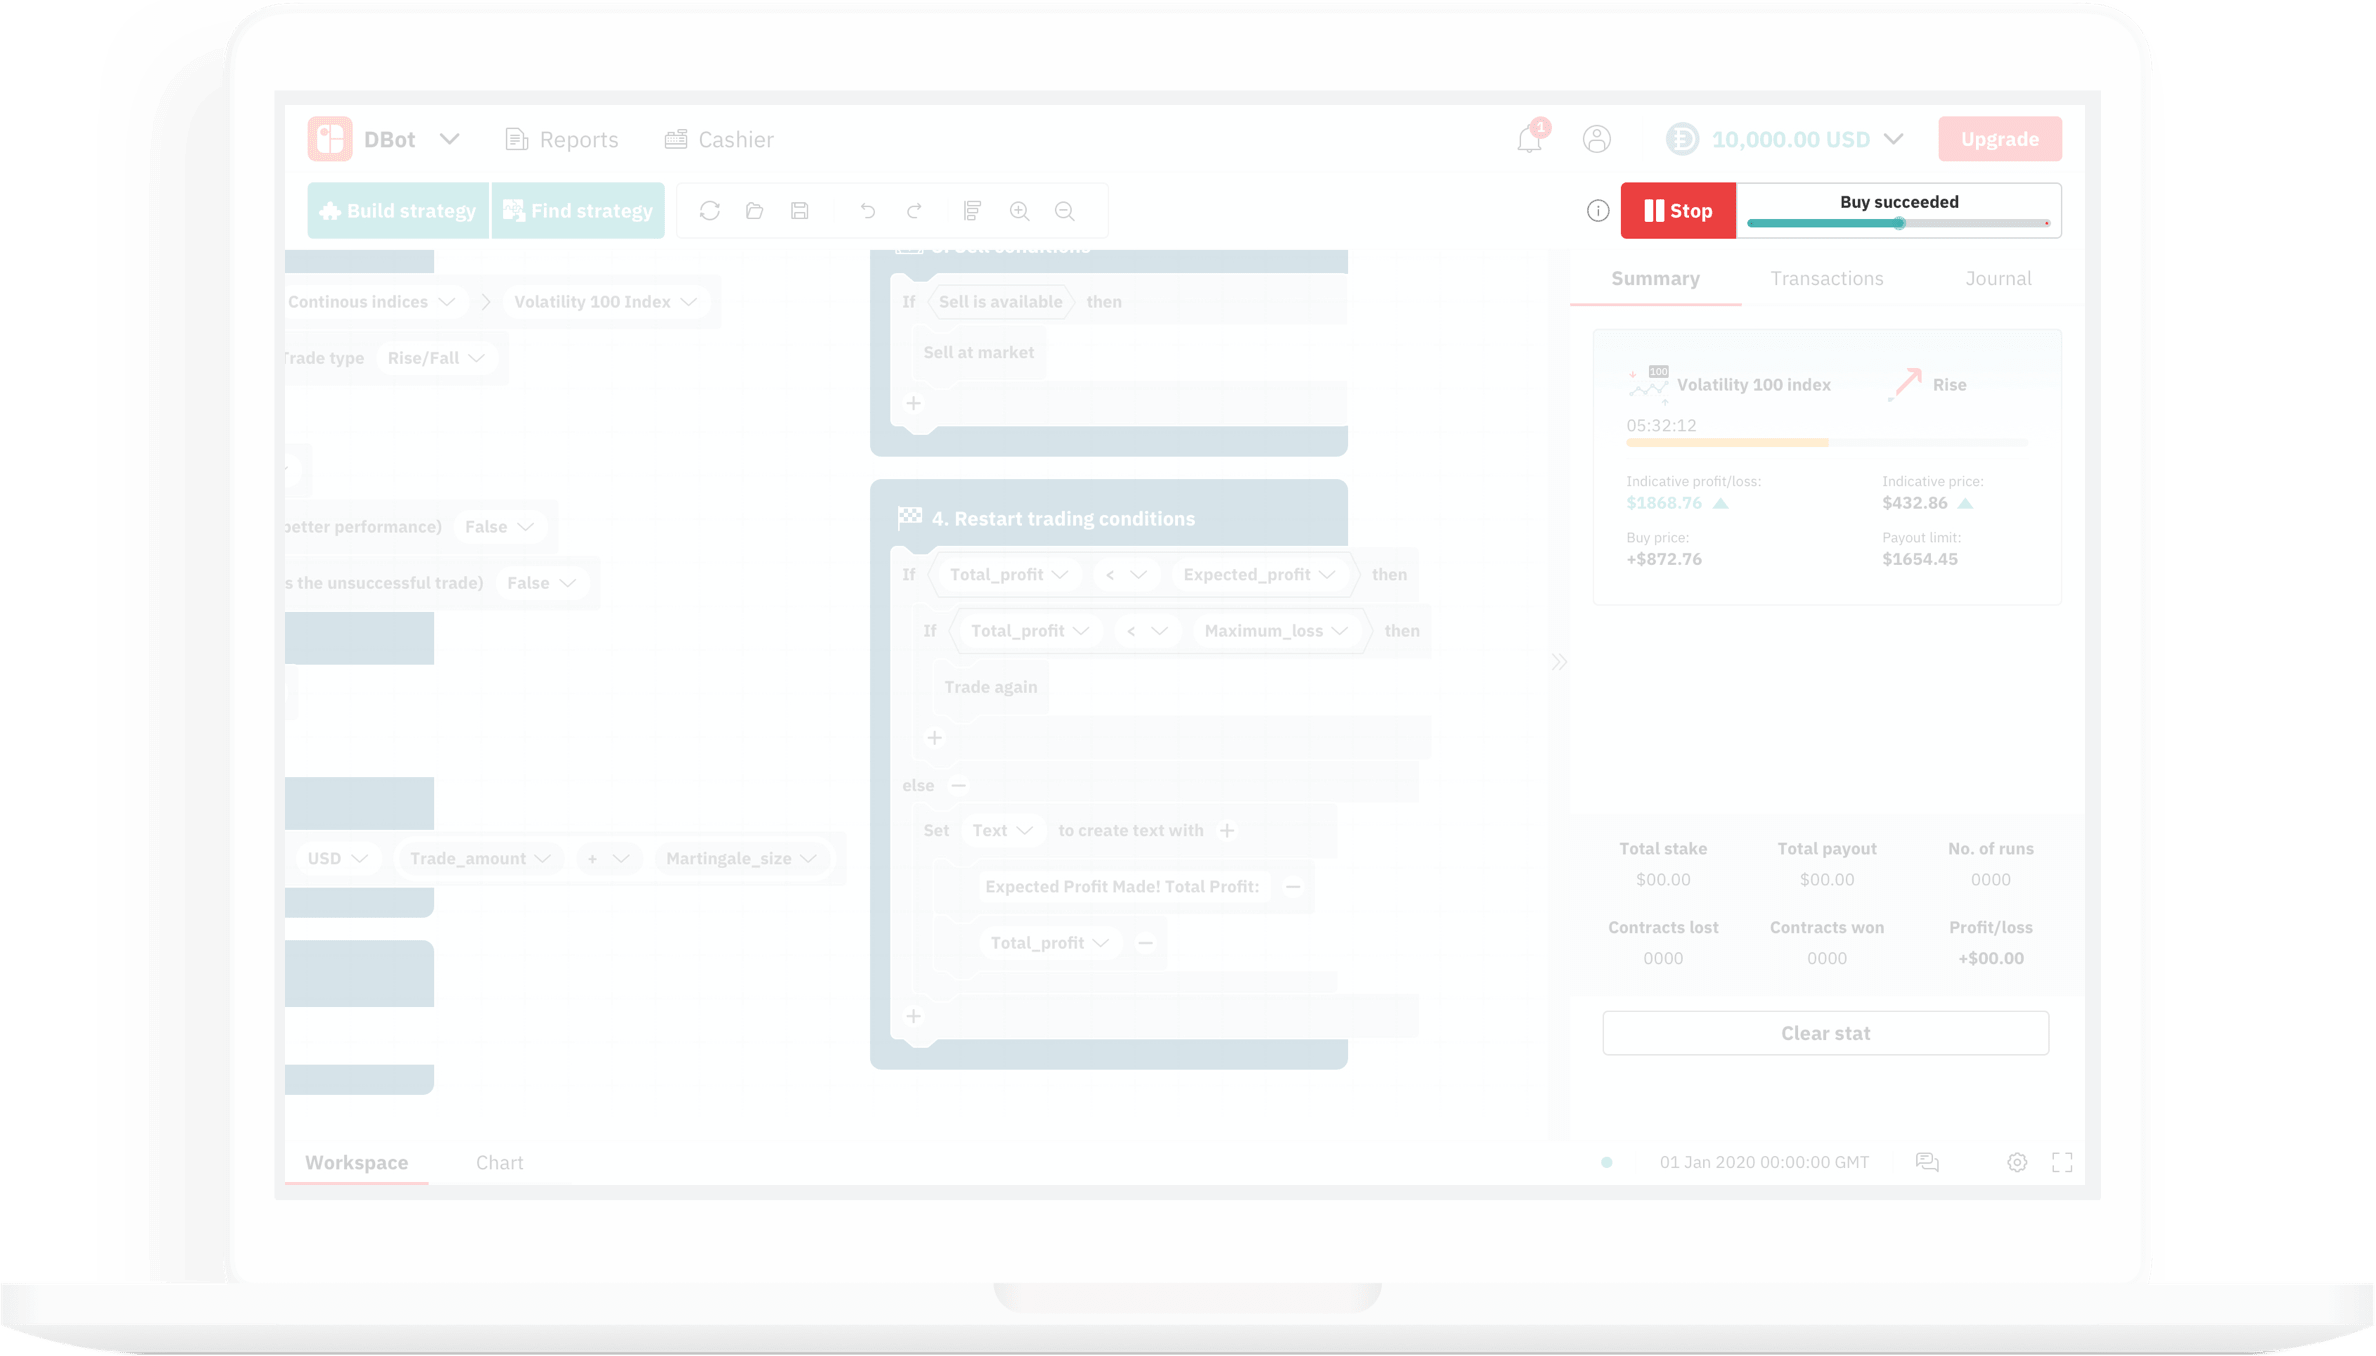 DBot Reports Cashier 1 10,000.00 USD Upgrade
Build strategy Find strategy Stop Buy succeeded
Continous indices Volatility 100 Index
Trade type Rise/Fall
better performance) False
s the unsuccessful trade) False
USD Trade_amount + Martingale_size
If Sell is available then
Sell at market
4. Restart trading conditions
If Total_profit < Expected_profit then
If Total_profit < Maximum_loss then
Trade again
else
Set Text to create text with
Expected Profit Made! Total Profit:
Total_profit
Summary Transactions Journal
100
Volatility 100 index Rise
05:32:12
Indicative profit/loss: Indicative price:
$1868.76 $432.86
Buy price: Payout limit:
+$872.76 $1654.45
Total stake Total payout No. of runs
$00.00 $00.00 0000
Contracts lost Contracts won Profit/loss
0000 0000 +$00.00
Clear stat
Workspace Chart
01 Jan 2020 00:00:00 GMT